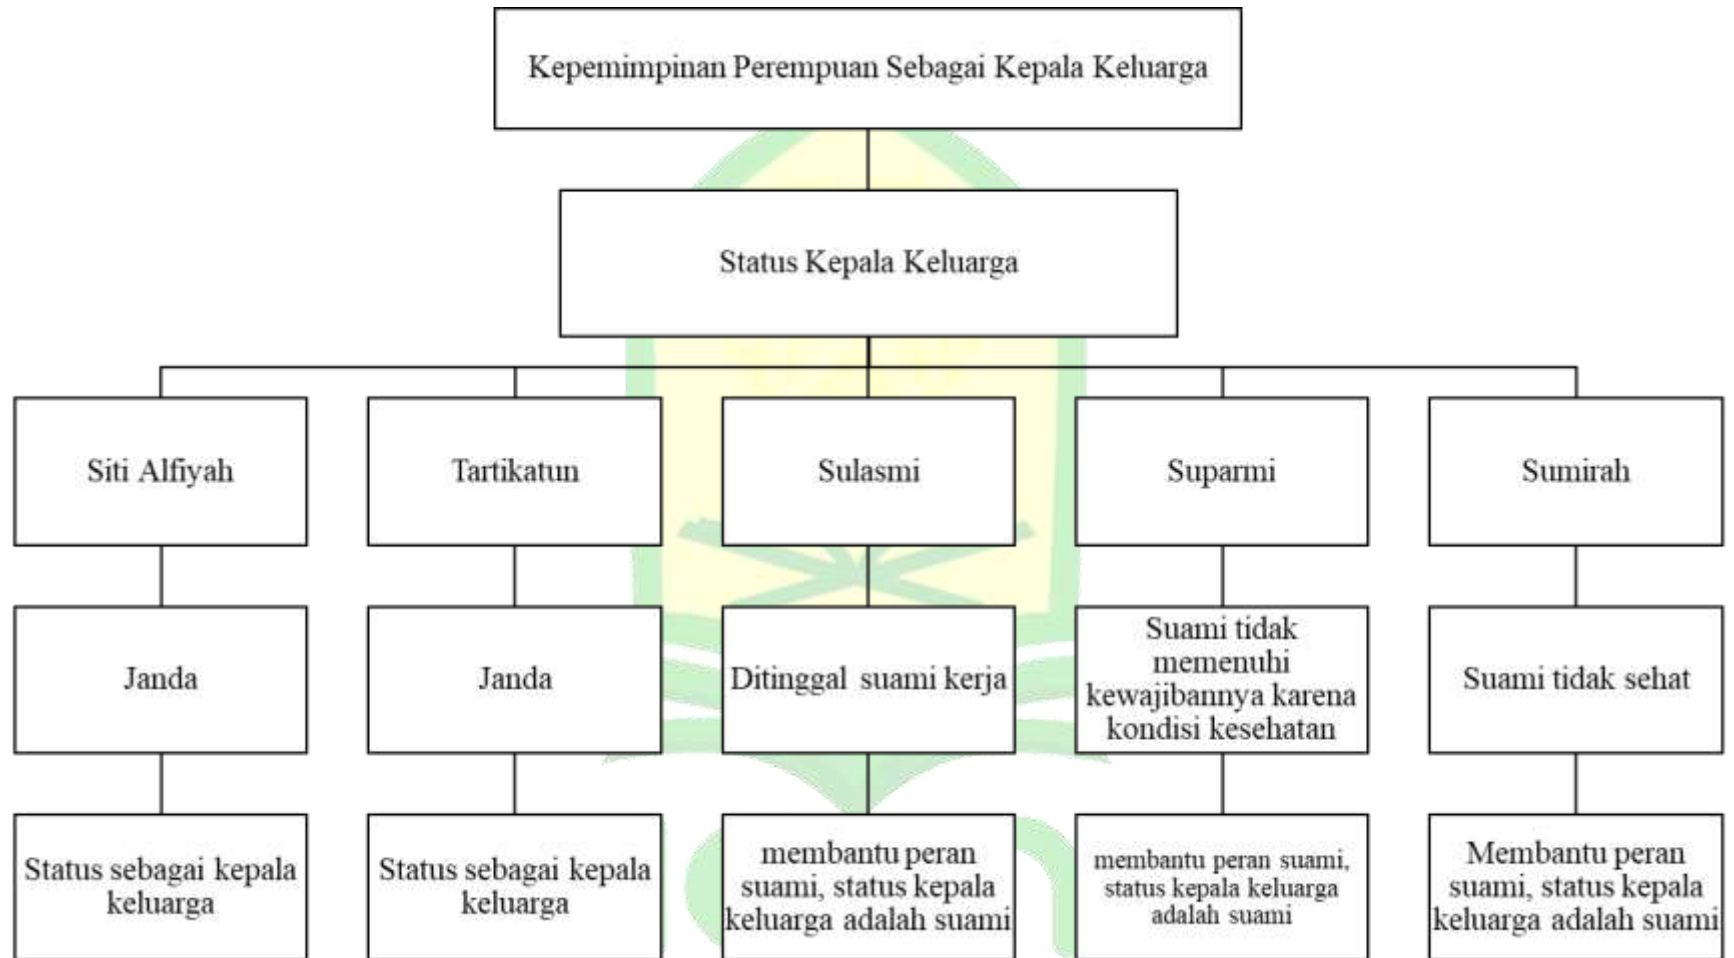 Kepemimpinan Perempuan Sebagai Kepala Keluarga
Status Kepala Keluarga
Siti Alfiyah
Tartikatun
Sulasmi
Suparmi
Sumirah
Janda
Janda
Ditinggal suami kerja
Suami tidak
memenuhi
kewajibannya karena
kondisi kesehatan
Suami tidak sehat
Status sebagai kepala
keluarga
Status sebagai kepala
keluarga
membantu peran
suami, status kepala
keluarga adalah suami
membantu peran suami,
status kepala keluarga
adalah suami
Membantu peran
suami, status kepala
keluarga adalah suami